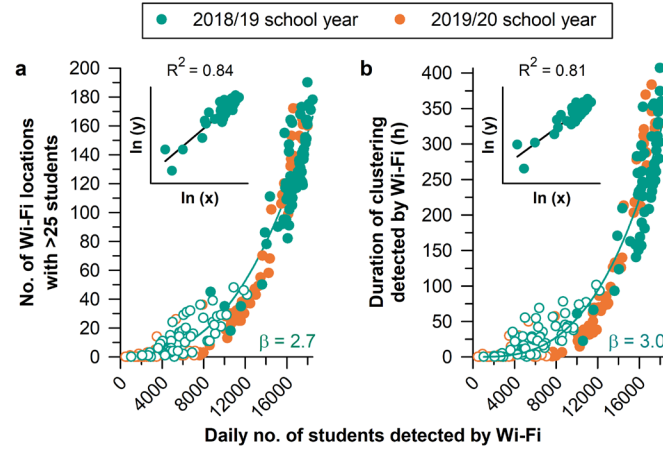 2018/19 school year 2019/20 school year
a
R² = 0.84
ln (y)
ln (x)
No. of Wi-Fi locations
with >25 students
200
180
160
140
120
100
80
60
40
20
0
β = 2.7
0 4000 8000 12000 16000
b
R² = 0.81
ln (y)
ln (x)
Duration of clustering
detected by Wi-Fi (h)
400
350
300
250
200
150
100
50
0
β = 3.0
0 4000 8000 12000 16000
Daily no. of students detected by Wi-Fi